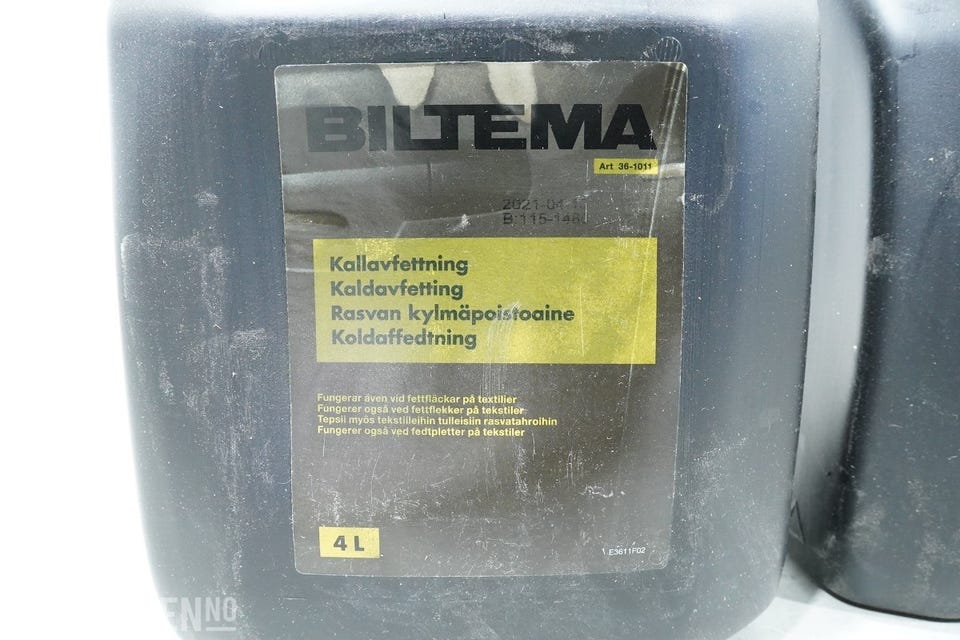 BILTEMA
Art 36-1011
Kallavfettning
Kaldavfetting
Rasvan kylmäpoistoaine
Koldaffedtning
Fungerar även vid fettfläckar på textilier
Fungerer også ved fettflekker på tekstiler
Tepsii myös tekstiileihin tulleisiin rasvatahroihin
Fungerer også ved fedtpletter på tekstiler
4 L
E3611F02